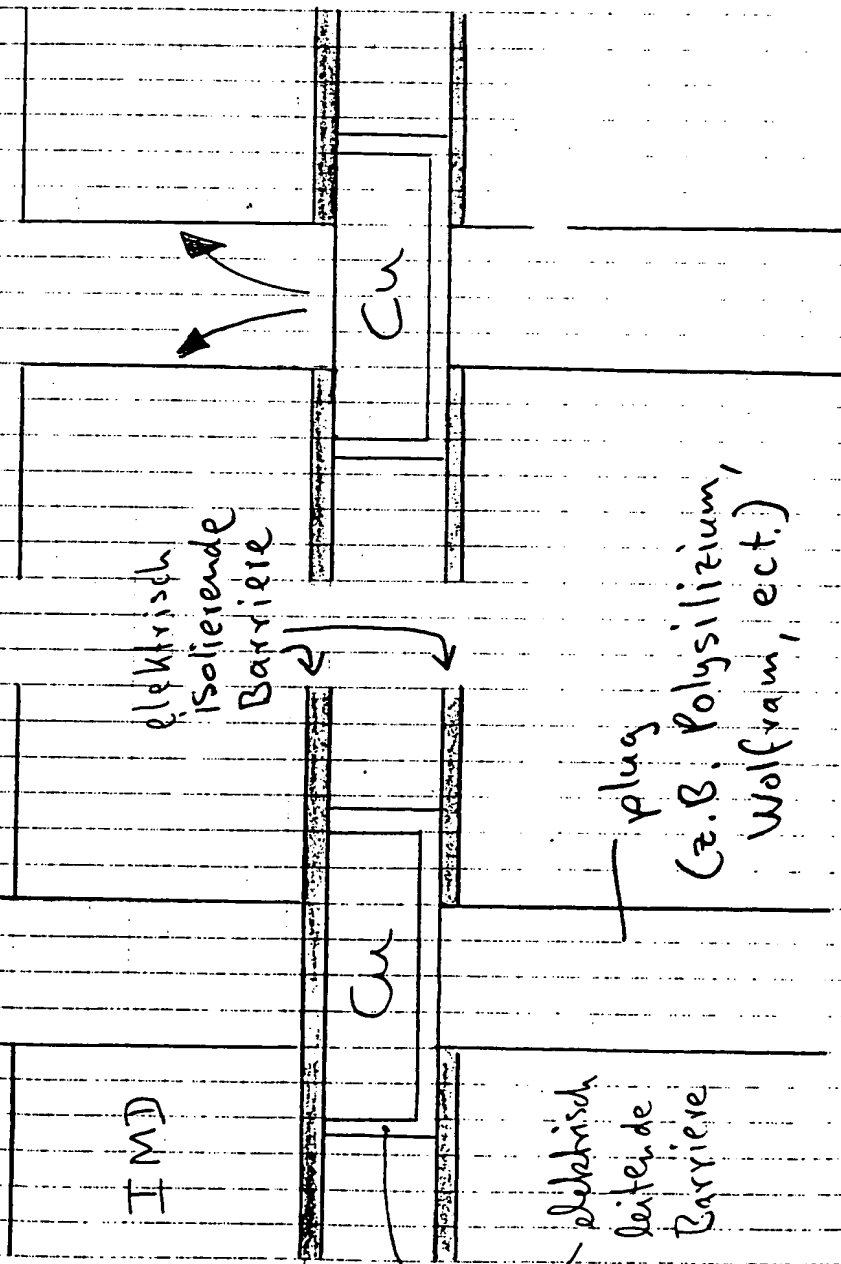 IMD
Cu
elektrisch
isolierende
Barriere
Cu
elektrisch
leitende
Barriere
plug
(z.B. Polysilizium,
Wolfram, ect.)